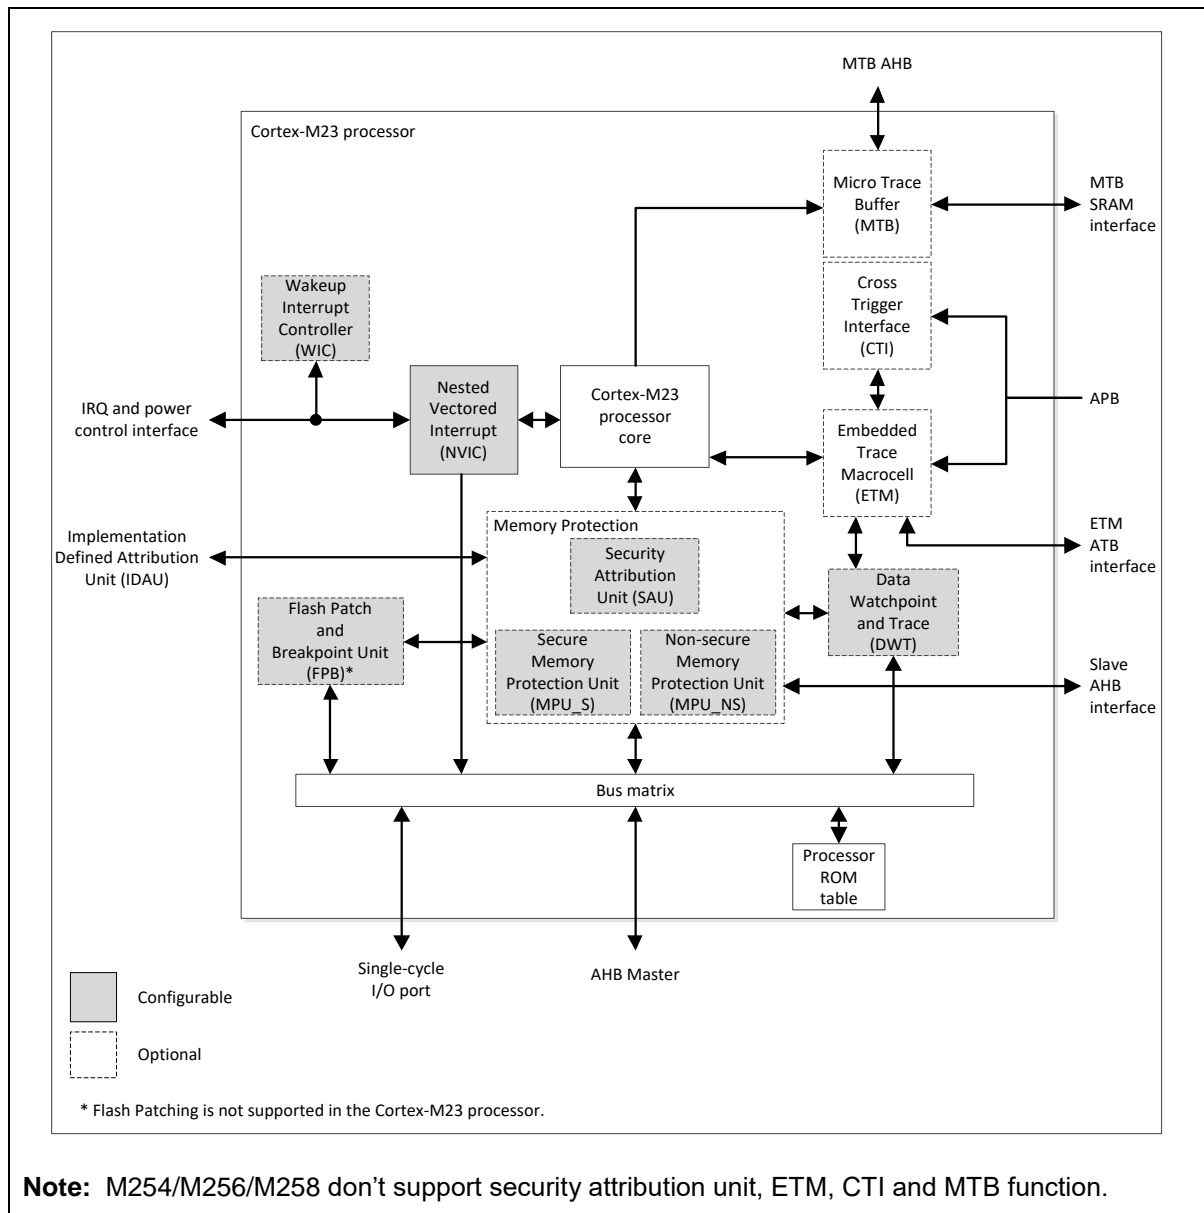 MTB AHB
Cortex-M23 processor
Micro Trace
Buffer
(MTB)
MTB
SRAM
interface
Wakeup
Interrupt
Controller
(WIC)
Cross
Trigger
Interface
(CTI)
IRQ and power
control interface
Nested
Vectored
Interrupt
(NVIC)
Cortex-M23
processor
core
APB
Embedded
Trace
Macrocell
(ETM)
Implementation
Defined Attribution
Unit (IDAU)
Memory Protection
Security
Attribution
Unit (SAU)
ETM
ATB
interface
Flash Patch
and
Breakpoint Unit
(FPB)*
Secure
Memory
Protection Unit
(MPU_S)
Non-secure
Memory
Protection Unit
(MPU_NS)
Data
Watchpoint
and Trace
(DWT)
Slave
AHB
interface
Bus matrix
Processor
ROM
table
Single-cycle
I/O port
AHB Master
Configurable
Optional
* Flash Patching is not supported in the Cortex-M23 processor.
Note: M254/M256/M258 don’t support security attribution unit, ETM, CTI and MTB function.